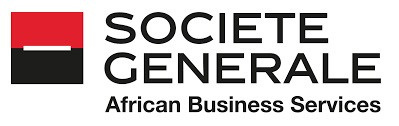 SOCIETE
GENERALE
African Business Services